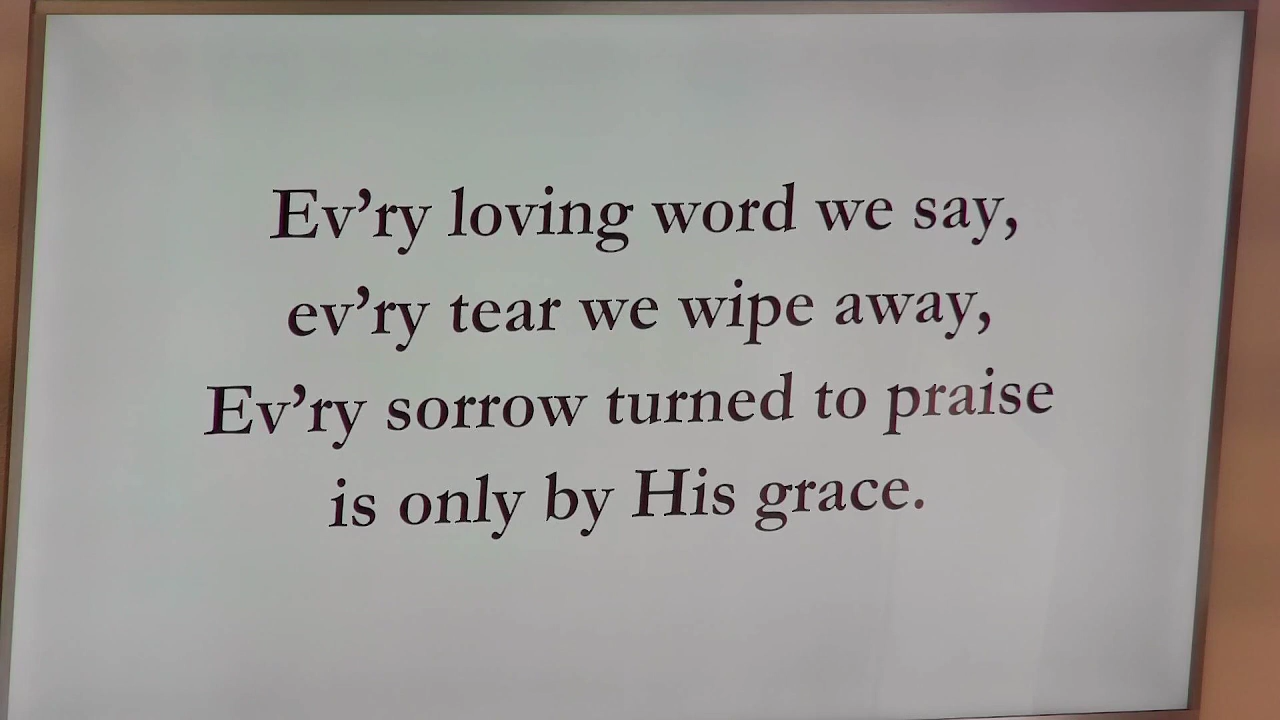 Ev’ry loving word we say,
ev’ry tear we wipe away,
Ev’ry sorrow turned to praise
is only by His grace.